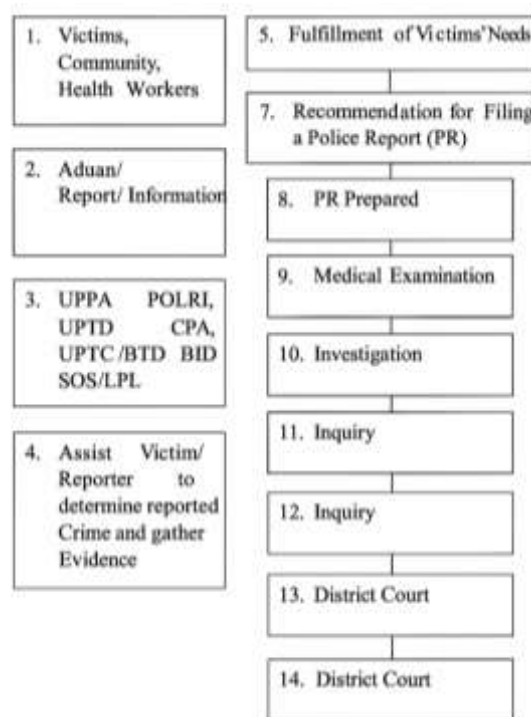 1. Victims,
Community,
Health Workers
2. Aduan/
Report/ Information
3. UPPA POLRI,
UPTD CPA,
UPTC/BTD BID
SOS/LPL
4. Assist Victim/
Reporter to
determine reported
Crime and gather
Evidence
5. Fulfillment of Victims' Needs
7. Recommendation for Filing
a Police Report (PR)
8. PR Prepared
9. Medical Examination
10. Investigation
11. Inquiry
12. Inquiry
13. District Court
14. District Court